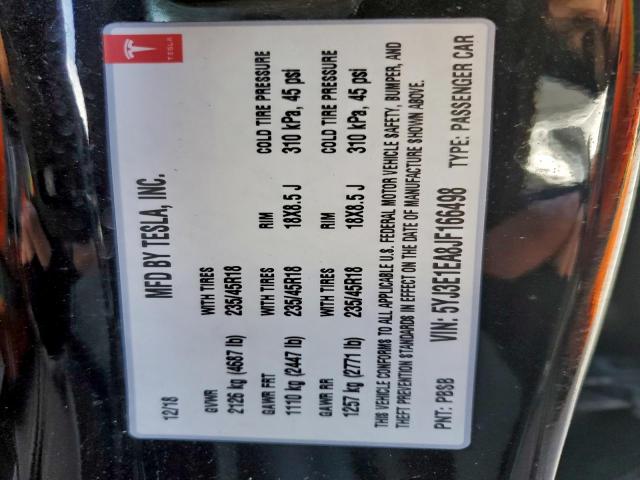 TESLA
MFD BY TESLA, INC.
12/18
GVWR WITH TIRES
2126 kg (4687 lb) 235/45R18
GAWR FRT WITH TIRES RIM COLD TIRE PRESSURE
1110 kg (2447 lb) 235/45R18 18X8.5 J 310 kPa, 45 psi
GAWR RR WITH TIRES RIM COLD TIRE PRESSURE
1257 kg (2771 lb) 235/45R18 18X8.5 J 310 kPa, 45 psi
THIS VEHICLE CONFORMS TO ALL APPLICABLE U.S. FEDERAL MOTOR VEHICLE SAFETY, BUMPER, AND
THEFT PREVENTION STANDARDS IN EFFECT ON THE DATE OF MANUFACTURE SHOWN ABOVE.
PNT: PBSB VIN: 5YJ3E1EA8JF166498 TYPE: PASSENGER CAR